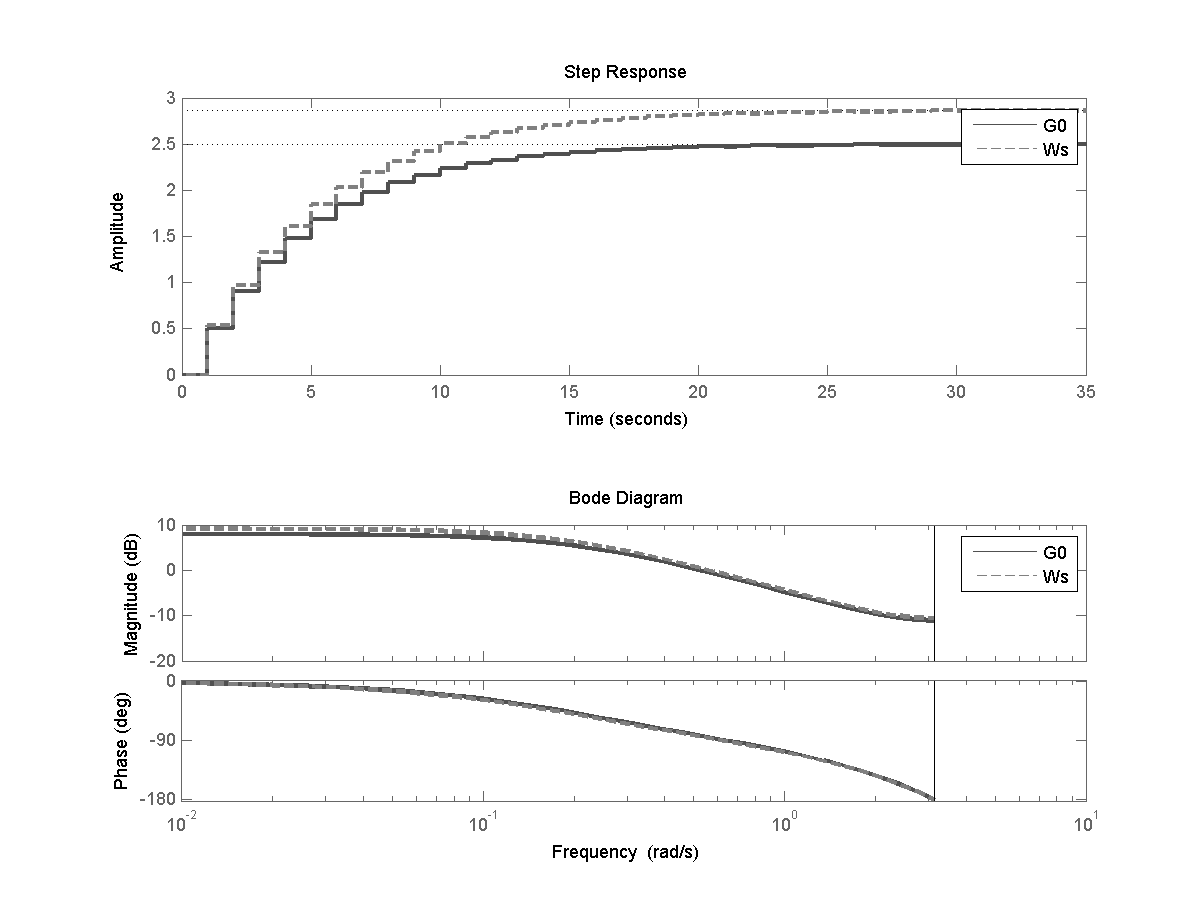 Step Response
3
2.5
2
1.5
1
0.5
0
Amplitude
G0
Ws
0 5 10 15 20 25 30 35
Time (seconds)
Bode Diagram
10
0
-10
-20
Magnitude (dB)
G0
Ws
0
-90
-180
Phase (deg)
10^-2 10^-1 10^0 10^1
Frequency (rad/s)